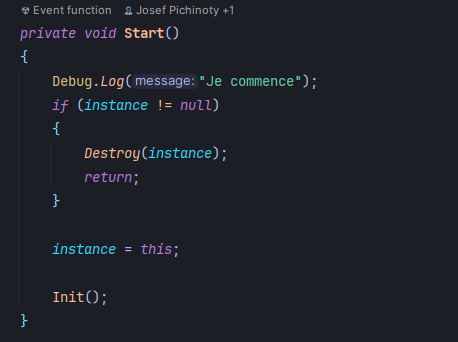 Event function Josef Pichinoty +1
private void Start()
{
Debug.Log(message:"Je commence");
if (instance != null)
{
Destroy(instance);
return;
}
instance = this;
Init();
}